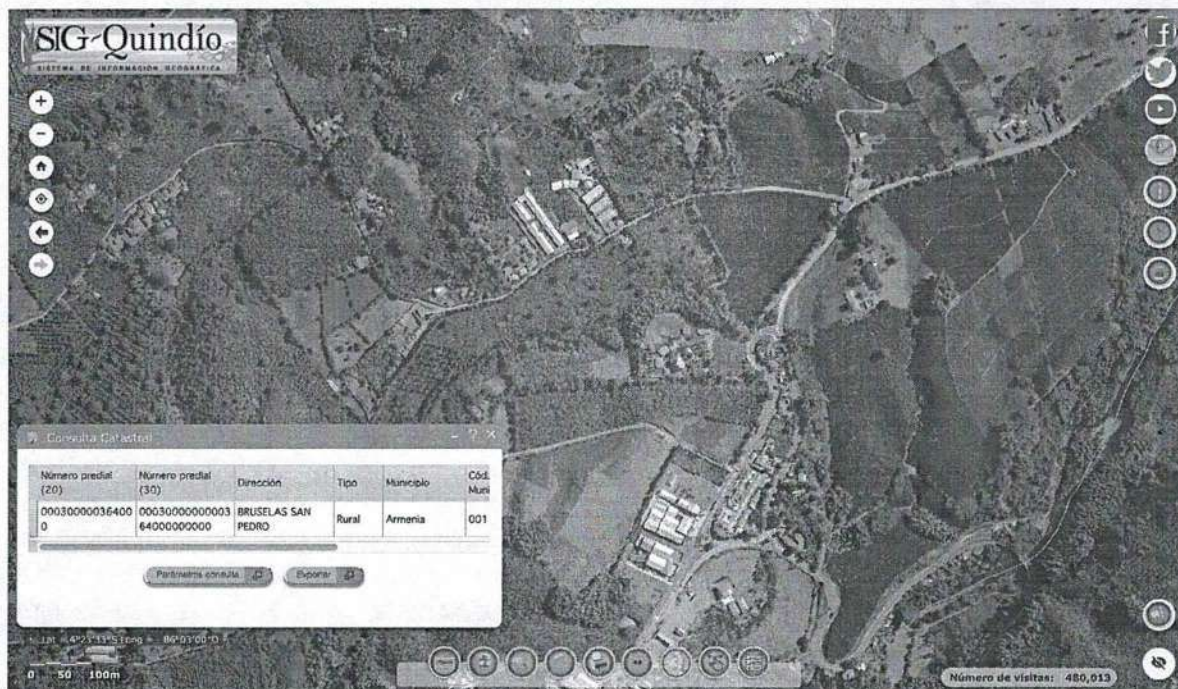 SIG-Quindío
SISTEMA DE INFORMACIÓN GEOGRÁFICA
Consulta Catastral
Número predial (20) Número predial (30) Dirección Tipo Municipio Cód. Muni
00030000036400 00030000000003 BRUSELAS SAN Rural Armenia 001
0 64000000000 PEDRO
Parámetros consulta Exportar
0 50 100m
Número de visitas: 480,013